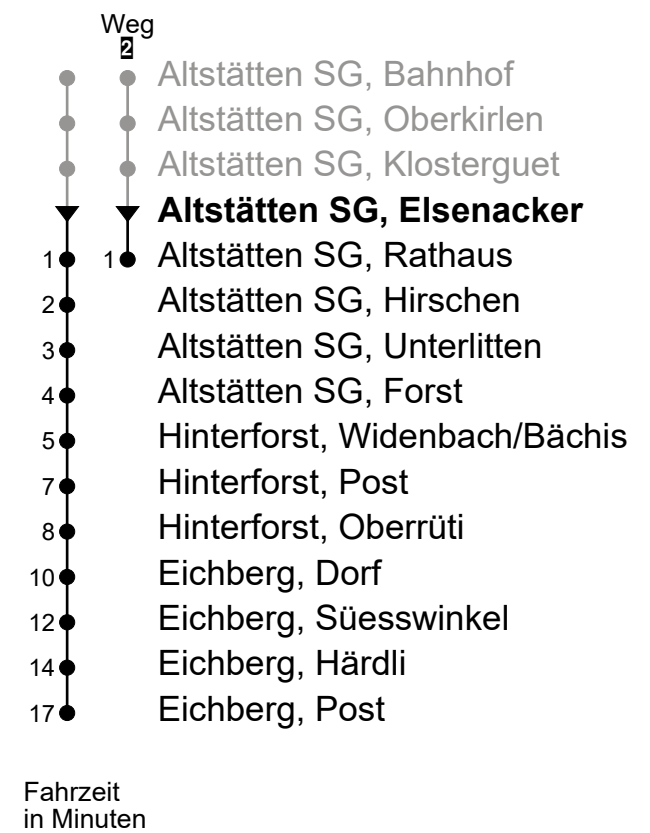 Weg
2
Altstätten SG, Bahnhof
Altstätten SG, Oberkirlen
Altstätten SG, Klosterguet
Altstätten SG, Elsenacker
1 1 Altstätten SG, Rathaus
2 Altstätten SG, Hirschen
3 Altstätten SG, Unterlitten
4 Altstätten SG, Forst
5 Hinterforst, Widenbach/Bächis
7 Hinterforst, Post
8 Hinterforst, Oberrüti
10 Eichberg, Dorf
12 Eichberg, Süesswinkel
14 Eichberg, Härdli
17 Eichberg, Post
Fahrzeit
in Minuten